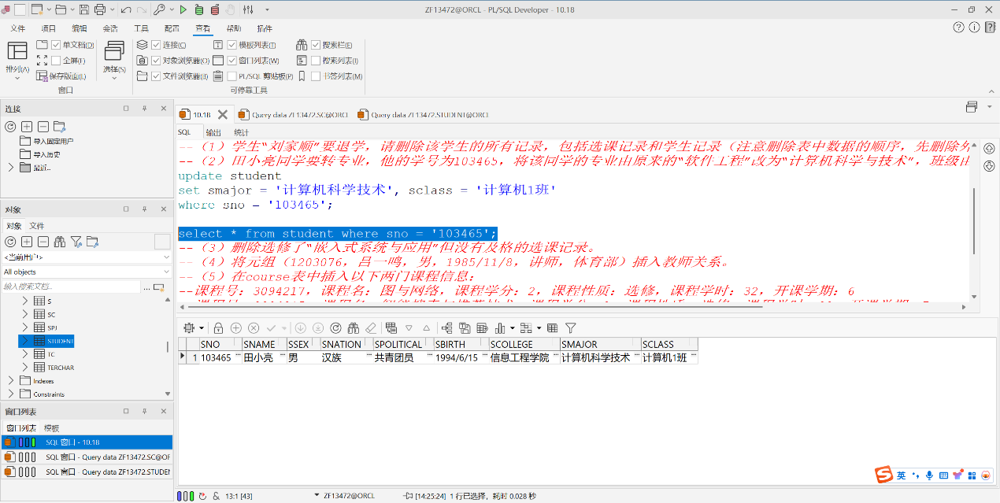 ZF13472@ORCL - PL/SQL Developer - 10.18
文件 项目 编辑 会话 工具 配置 查看 帮助 插件
排列(A)
单文档(D)
全屏(F)
保存版面(L)
窗口
选择(S)
连接(C)
对象浏览器(O)
文件浏览器(B)
模板列表(T)
窗口列表(W)
PL/SQL 剪贴板(P)
搜索栏(E)
搜索列表(I)
书签列表(M)
可停靠工具
连接
导入固定用户
导入历史
最近..
对象
对象 文件
<当前用户>
All objects
输入搜索文档...
S
SC
SPJ
STUDENT
TC
TERCHAR
Indexes
Constraints
窗口列表
窗口列表 模板
SQL 窗口 - 10.18
SQL 窗口 - Query data ZF13472.SC@OF
SQL 窗口 - Query data ZF13472.STUDEN
10.18 Query data ZF13472.SC@ORCL Query data ZF13472.STUDENT@ORCL
SQL 输出 统计
--（1）学生“刘家顺”要退学，请删除该学生的所有记录，包括选课记录和学生记录（注意删除表中数据的顺序，先删除外
--（2）田小亮同学要转专业，他的学号为103465，将该同学的专业由原来的“软件工程”改为“计算机科学与技术”，班级由
update student
set smajor = '计算机科学技术', sclass = '计算机1班'
where sno = '103465';
select * from student where sno = '103465';
--（3）删除选修了“嵌入式系统与应用”但没有及格的选课记录。
--（4）将元组（1203076，吕一鸣，男，1985/11/8，讲师，体育部）插入教师关系。
--（5）在course表中插入以下两门课程信息：
--课程号：3094217，课程名：图与网络，课程学分：2，课程性质：选修，课程学时：32，开课学期：6
SNO SNAME SSEX SNATION SPOLITICAL SBIRTH SCOLLEGE SMAJOR SCLASS
1 103465 田小亮 男 汉族 共青团员 1994/6/15 信息工程学院 计算机科学技术 计算机1班
英
13:1 [43] ZF13472@ORCL [14:25:24] 1 行已选择，耗时 0.028 秒